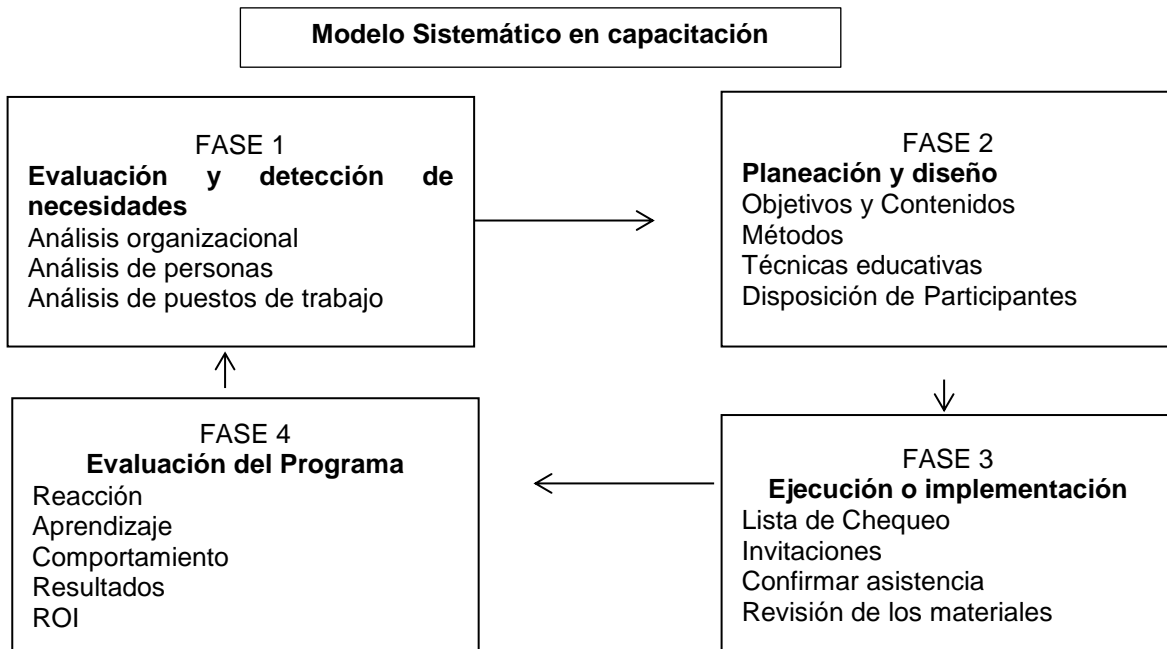 Modelo Sistemático en capacitación
FASE 1
Evaluación y detección de
necesidades
Análisis organizacional
Análisis de personas
Análisis de puestos de trabajo
FASE 2
Planeación y diseño
Objetivos y Contenidos
Métodos
Técnicas educativas
Disposición de Participantes
FASE 3
Ejecución o implementación
Lista de Chequeo
Invitaciones
Confirmar asistencia
Revisión de los materiales
FASE 4
Evaluación del Programa
Reacción
Aprendizaje
Comportamiento
Resultados
ROI